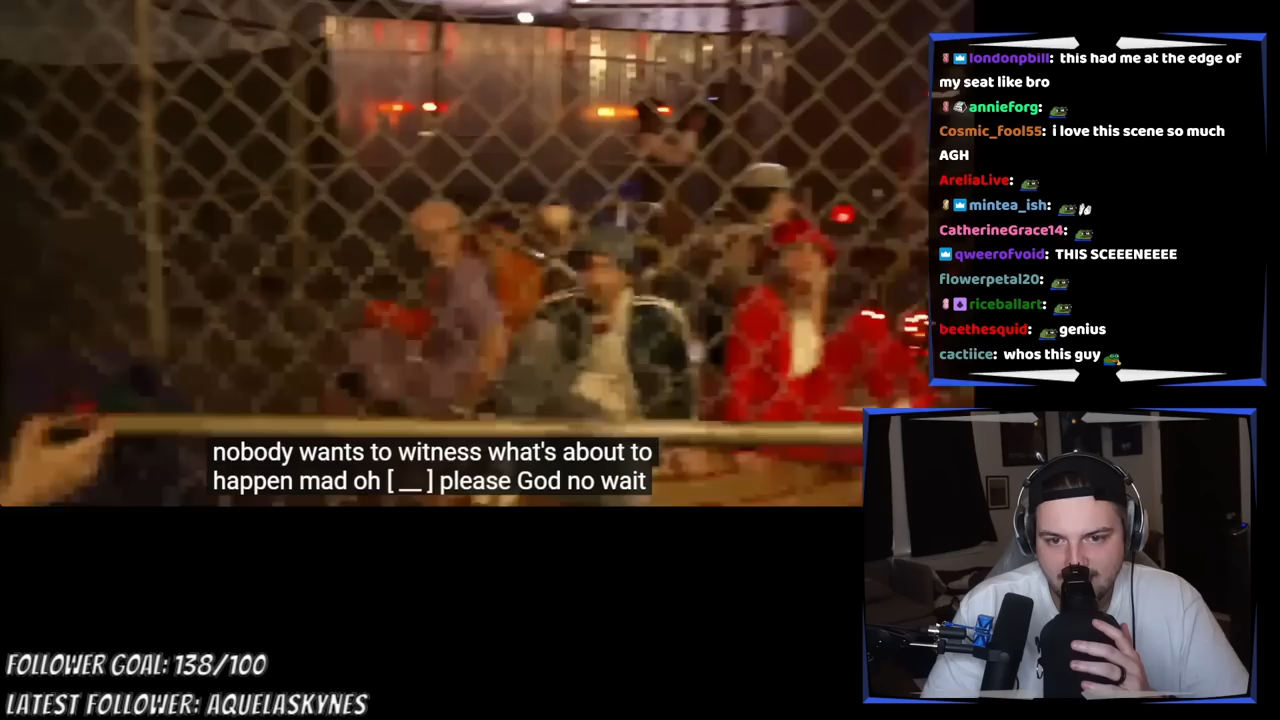 londonpbill: this had me at the edge of
my seat like bro
annieforg:
Cosmic_fool55: i love this scene so much
AGH
AreliaLive:
mintea_ish:
CatherineGrace14:
qweerofvoid: THIS SCEEENEEEE
flowerpetal20:
riceballart:
beethesquid: genius
cactiice: whos this guy
nobody wants to witness what's about to
happen mad oh [ __ ] please God no wait
FOLLOWER GOAL: 138/100
LATEST FOLLOWER: AQUELASKYNES